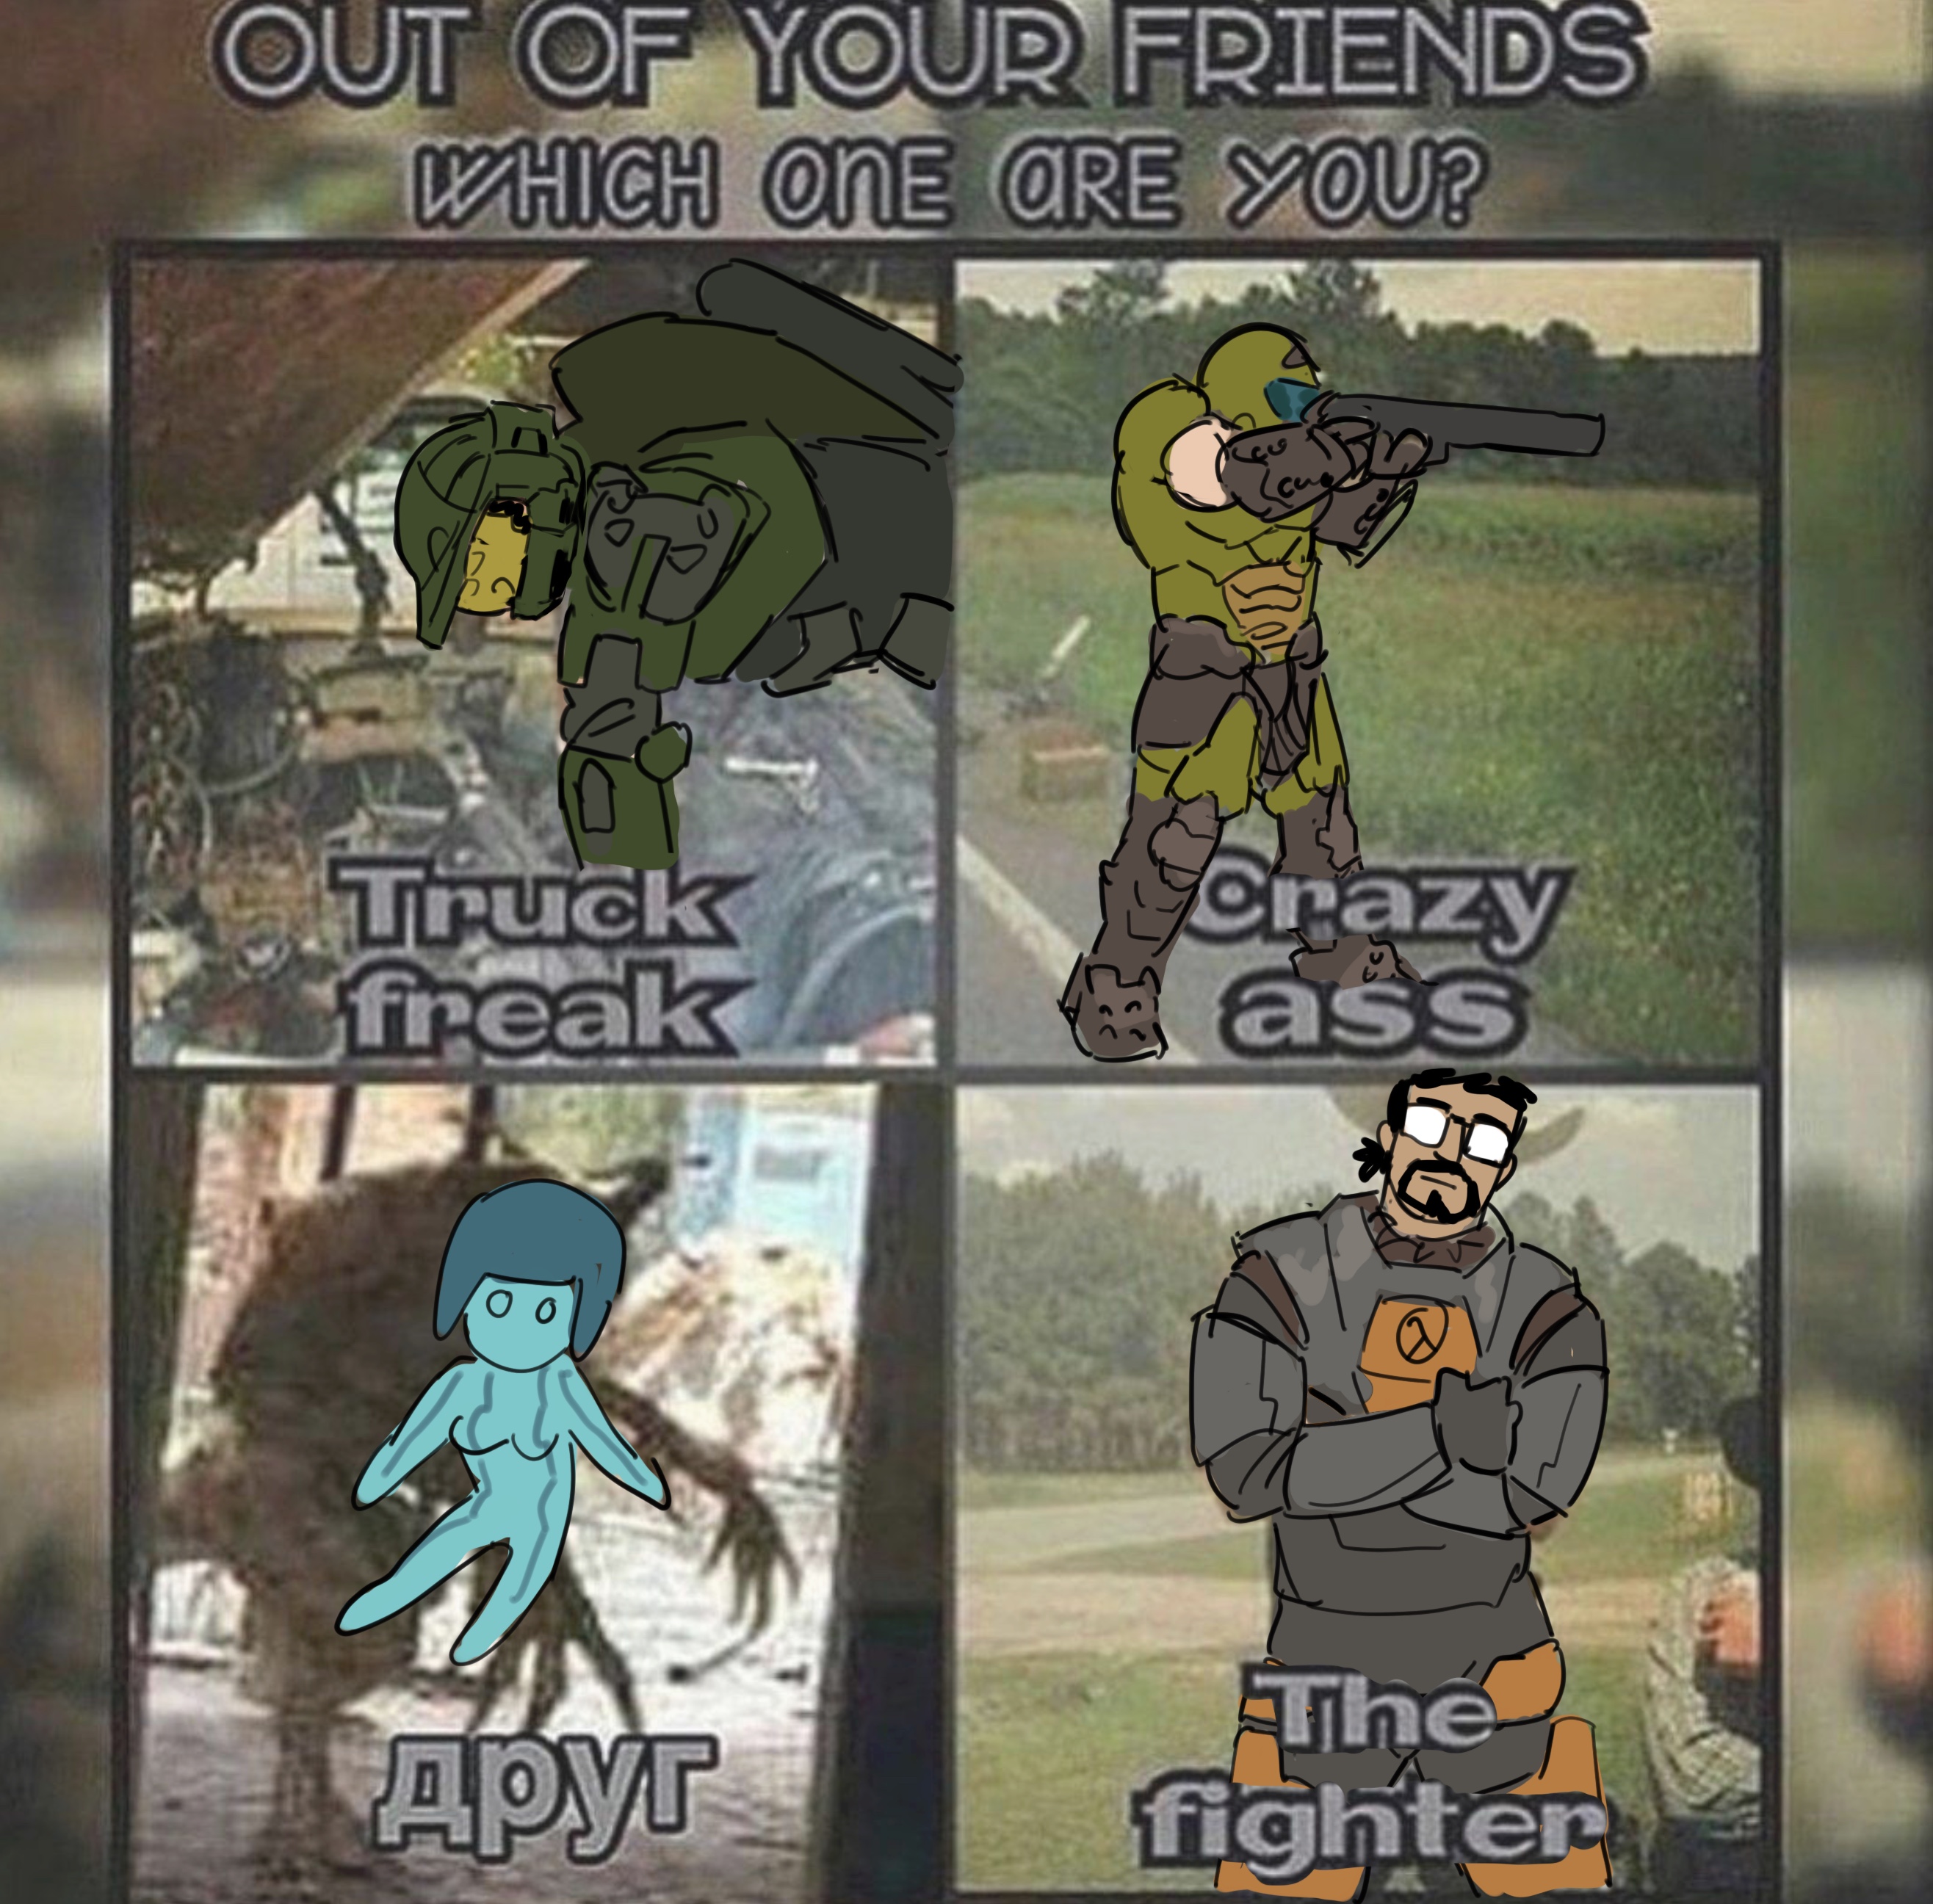 OUT OF YOUR FRIENDS
WHICH ONE ARE YOU?
Truck
freak
Crazy
ass
друг
The
fighter